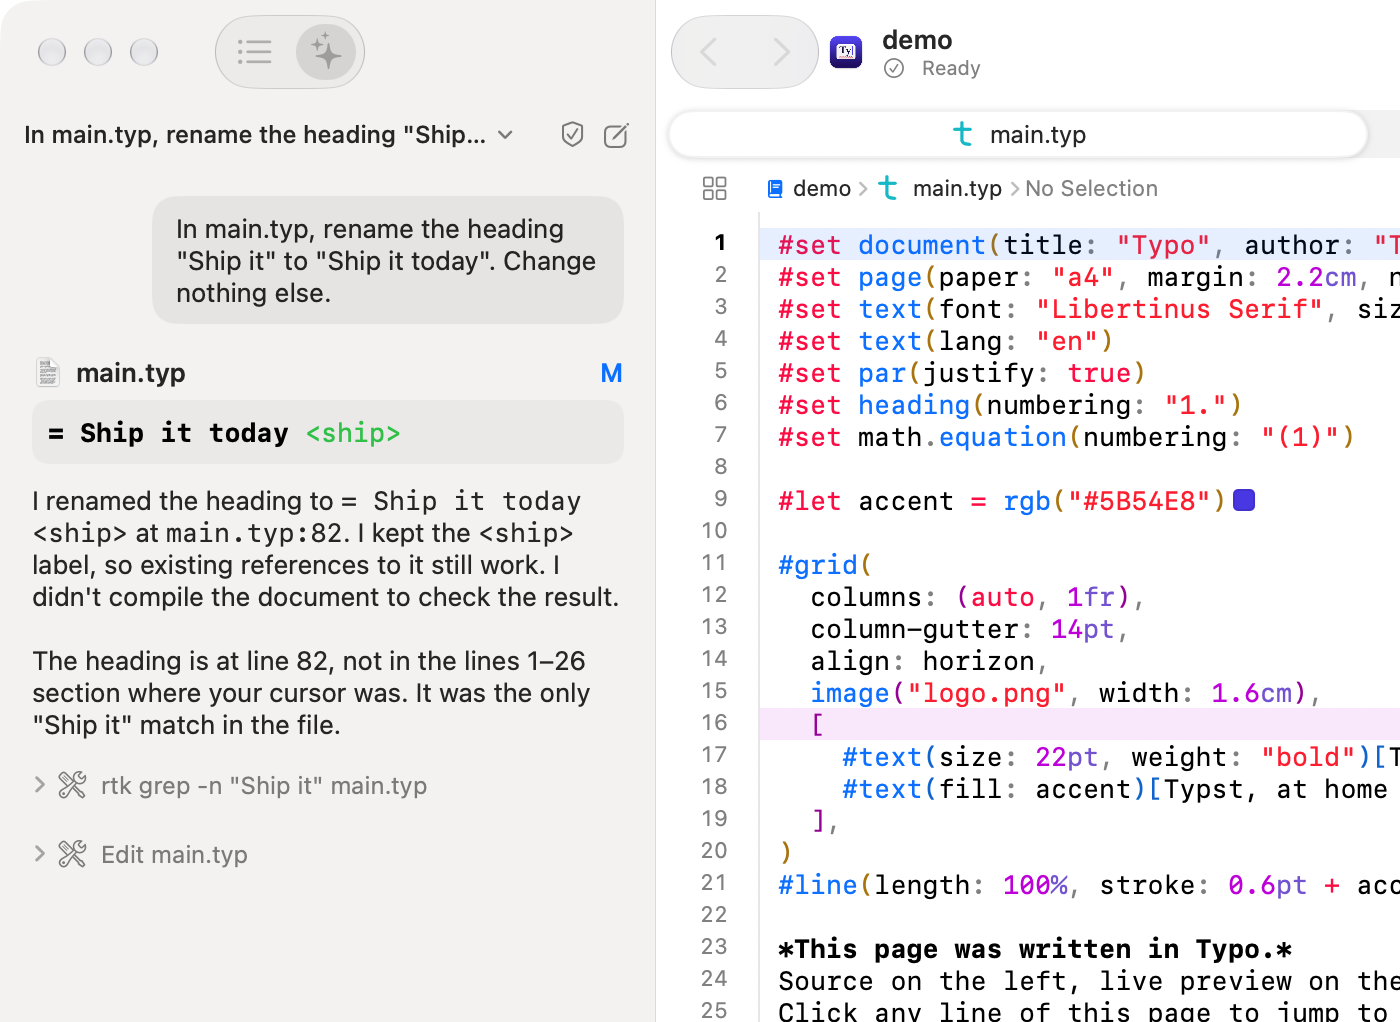 In main.typ, rename the heading "Ship...
In main.typ, rename the heading
"Ship it" to "Ship it today". Change
nothing else.
main.typ
M
= Ship it today <ship>
I renamed the heading to = Ship it today
<ship> at main.typ:82. I kept the <ship>
label, so existing references to it still work. I
didn't compile the document to check the result.
The heading is at line 82, not in the lines 1–26
section where your cursor was. It was the only
"Ship it" match in the file.
rtk grep -n "Ship it" main.typ
Edit main.typ
Ty
demo
Ready
main.typ
demo > main.typ > No Selection
1 #set document(title: "Typo", author: "T
2 #set page(paper: "a4", margin: 2.2cm, n
3 #set text(font: "Libertinus Serif", siz
4 #set text(lang: "en")
5 #set par(justify: true)
6 #set heading(numbering: "1.")
7 #set math.equation(numbering: "(1)")
8
9 #let accent = rgb("#5B54E8")
10
11 #grid(
12 columns: (auto, 1fr),
13 column-gutter: 14pt,
14 align: horizon,
15 image("logo.png", width: 1.6cm),
16 [
17 #text(size: 22pt, weight: "bold")[T
18 #text(fill: accent)[Typst, at home
19 ],
20 )
21 #line(length: 100%, stroke: 0.6pt + acc
22
23 *This page was written in Typo.*
24 Source on the left, live preview on the
25 Click any line of this page to jump to